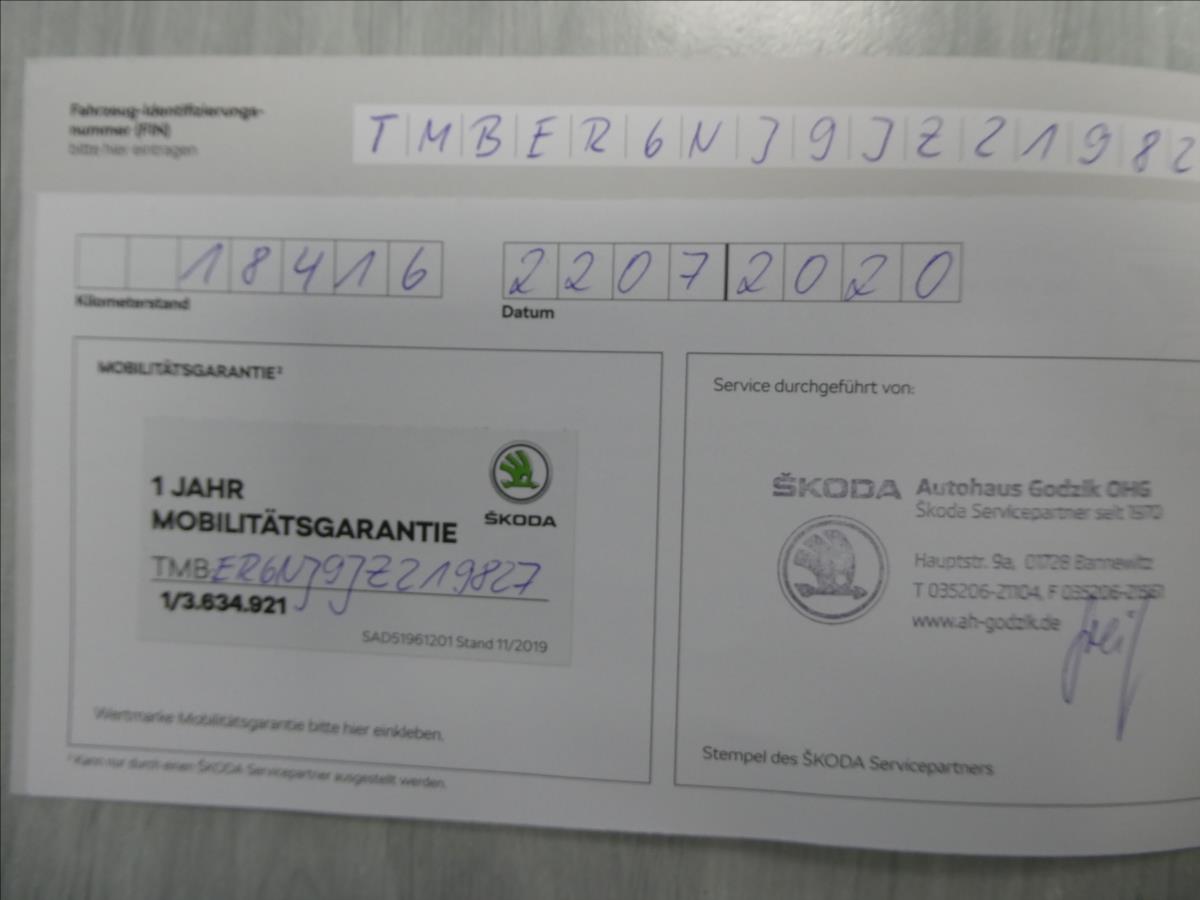 Fahrzeug-Identifizierungs-
nummer (FIN)
bitte hier eintragen
TMBER6NJ9JZ21982
18416
Kilometerstand
22072020
Datum
MOBILITÄTSGARANTIE²
1 JAHR
MOBILITÄTSGARANTIE
ŠKODA
TMBER6NJ9JZ219827
1/3.634.921
SAD51961201 Stand 11/2019
Wertmarke Mobilitätsgarantie bitte hier einkleben.
Service durchgeführt von:
ŠKODA Autohaus Godzik OHG
Škoda Servicepartner seit 1970
Hauptstr. 9a, 01728 Bannewitz
T 035206-21104, F 035206-21561
www.ah-godzik.de
Stempel des ŠKODA Servicepartners
² Kann nur durch einen ŠKODA Servicepartner ausgestellt werden.